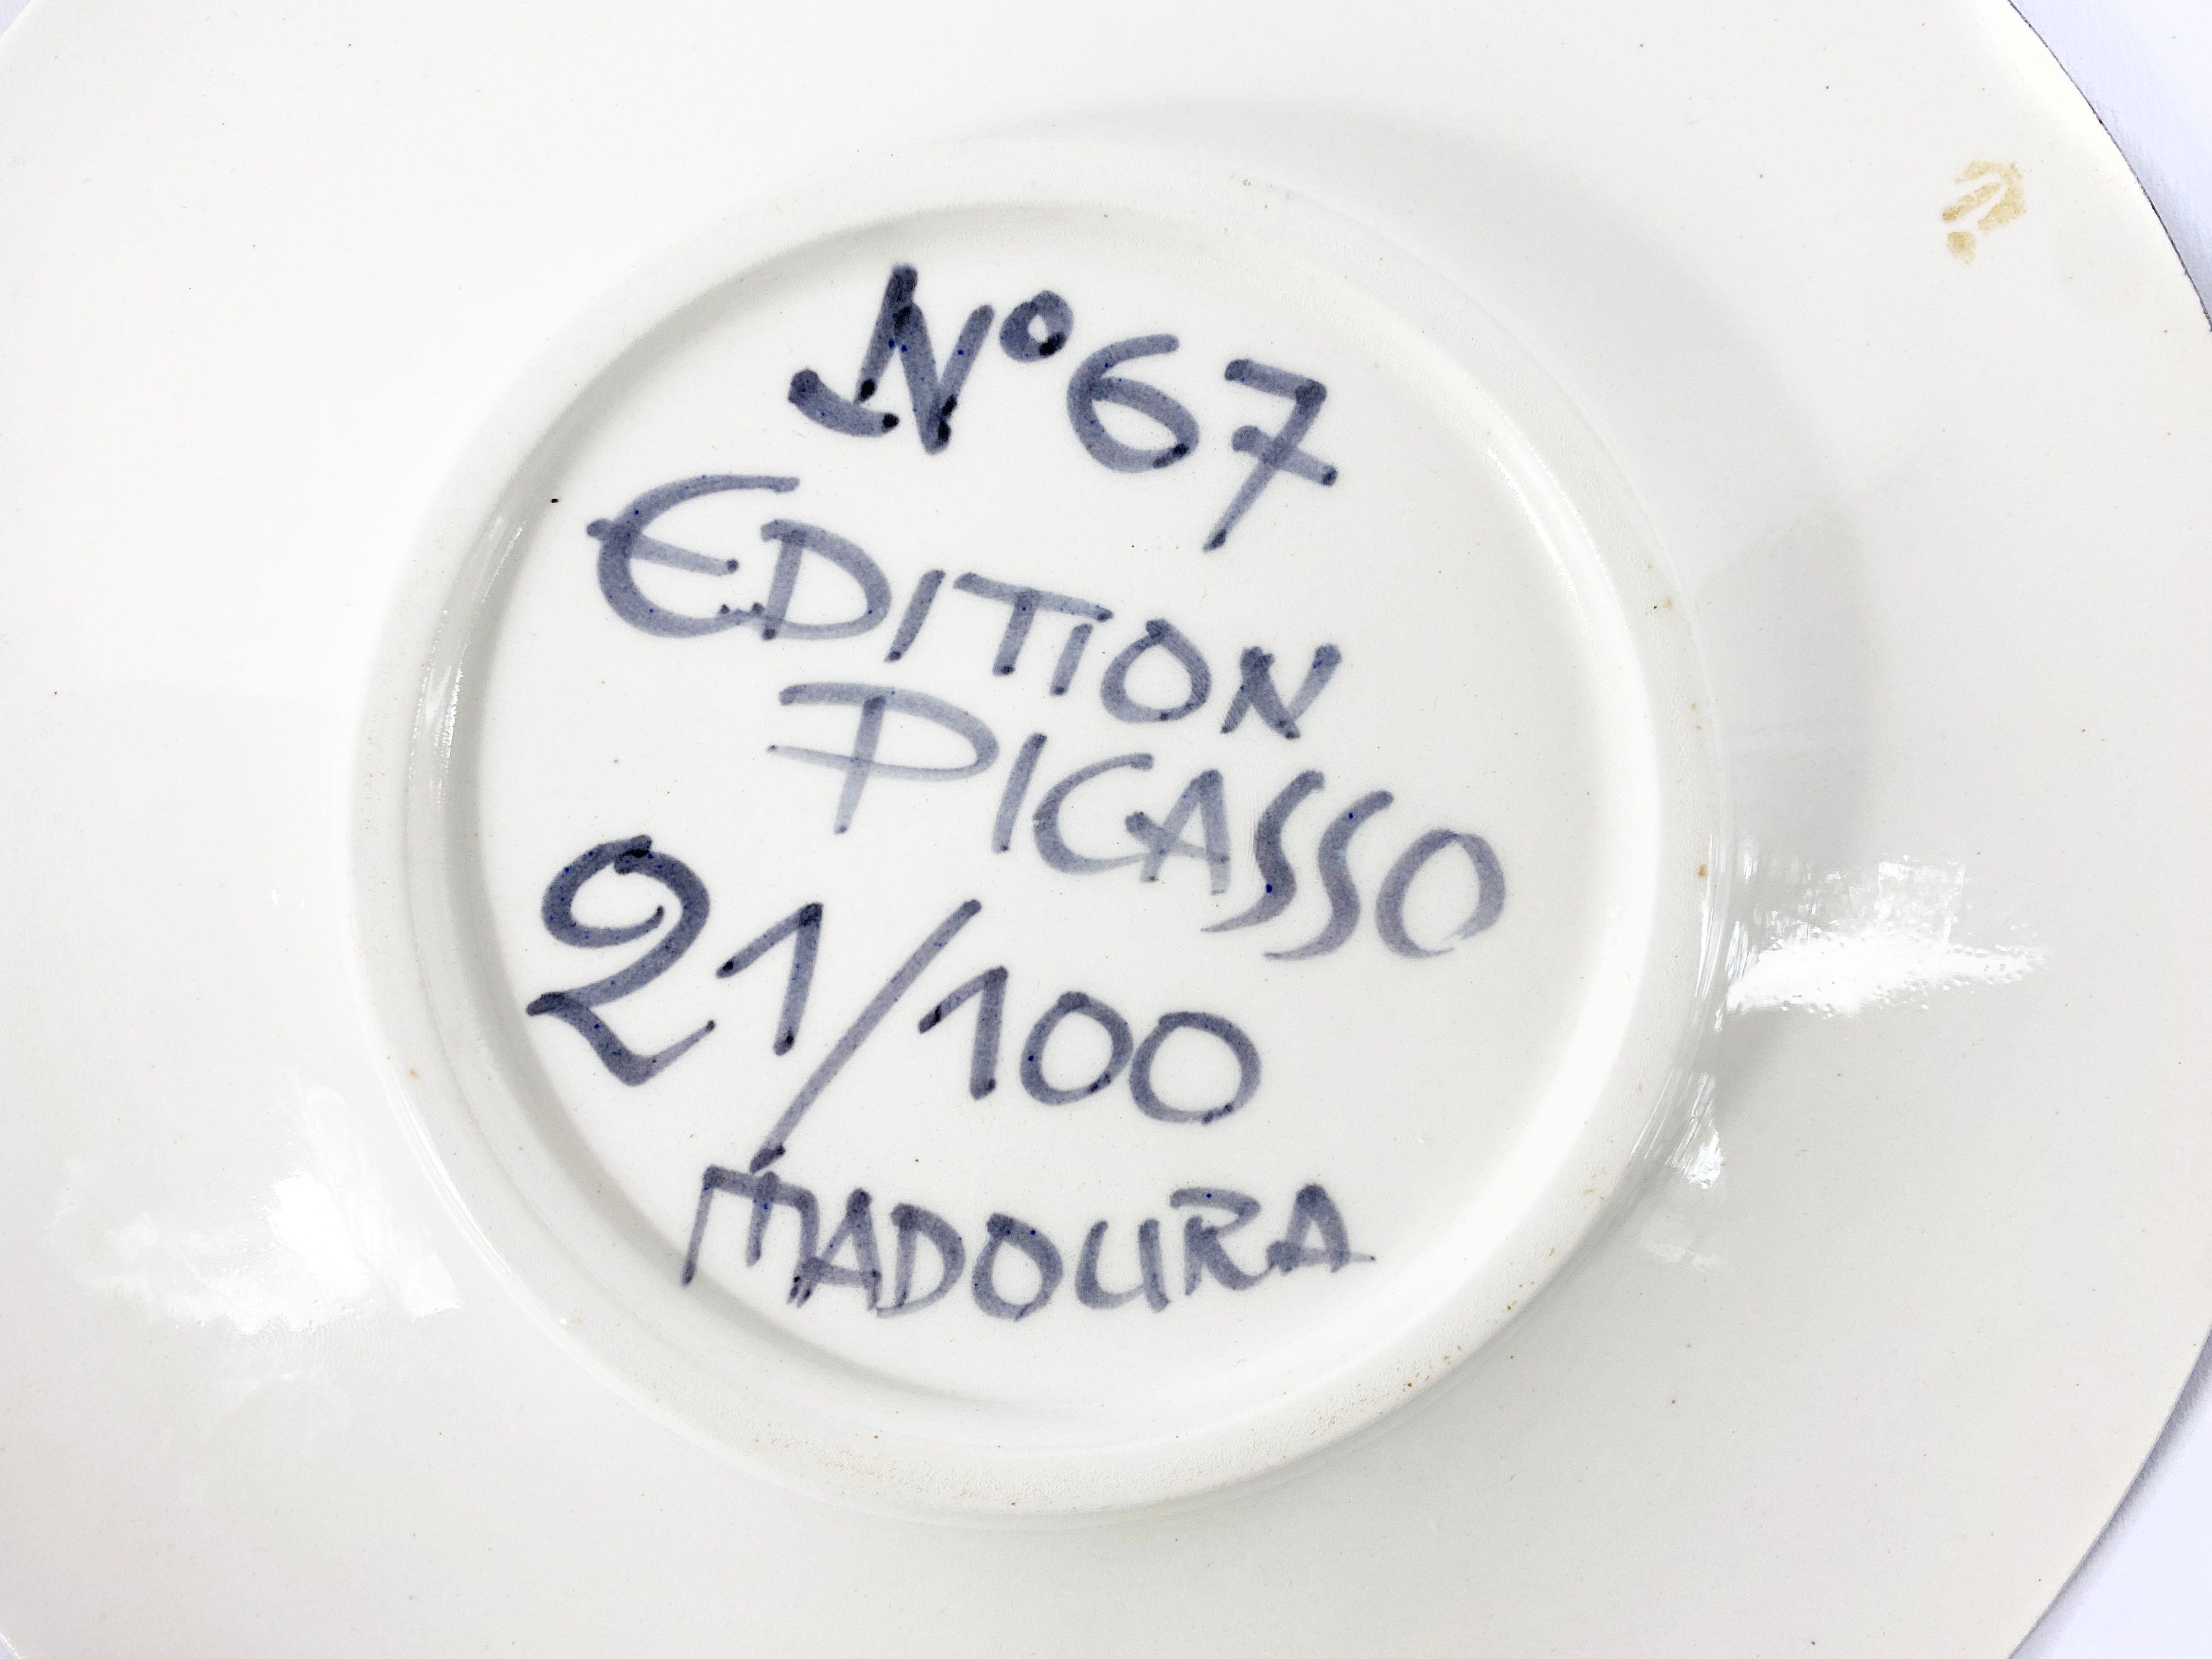 N° 67
EDITION
PICASSO
21/100
MADOURA